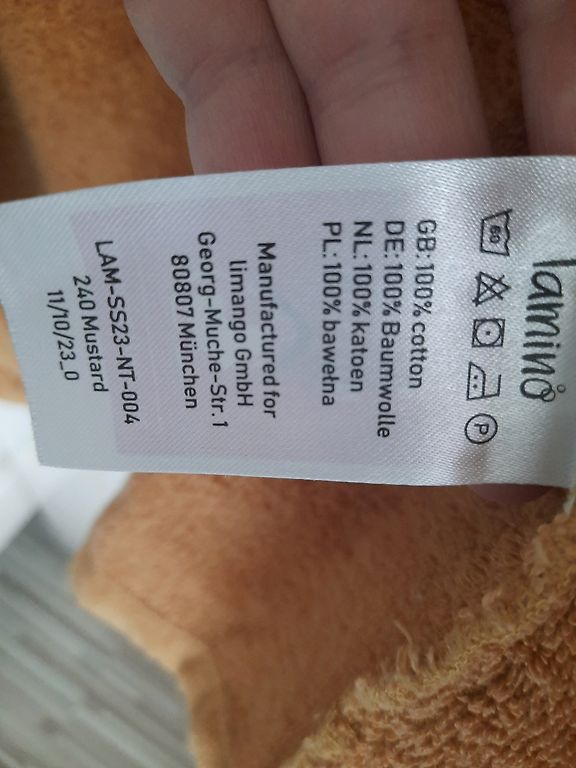 lamino
60
P
GB: 100% cotton
DE: 100% Baumwolle
NL: 100% katoen
PL: 100% bawełna
Manufactured for
limango GmbH
Georg-Muche-Str.1
80807 München
LAM-SS23-NT-004
240 Mustard
11/10/23_0